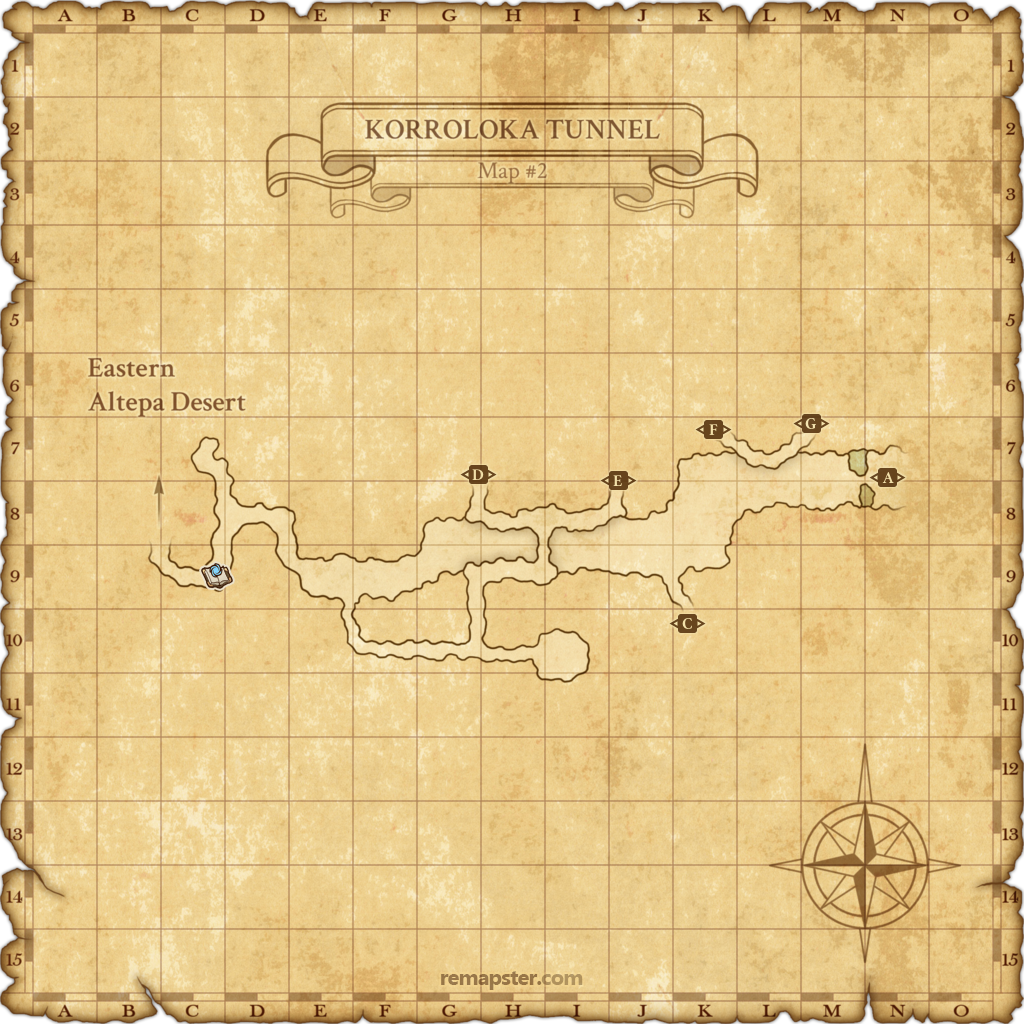 A B C D E F G H I J K L M N O
1 1
2 2
KORROLOKA TUNNEL
Map #2
3 3
4 4
5 5
Eastern
6 6
Altepa Desert
F G
7 7
D E A
8 8
9 9
C
10 10
11 11
12 12
13 13
14 14
15 15
remapster.com
A B C D E F G H I J K L M N O